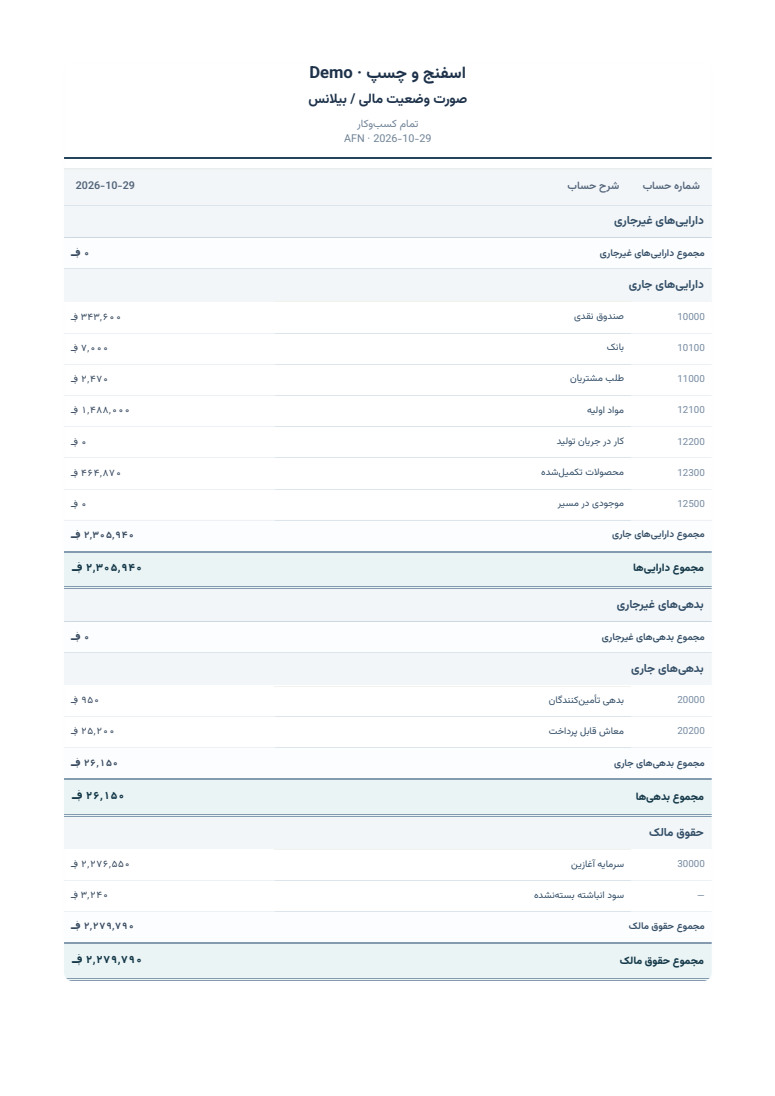 اسفنج و چسپ · Demo
صورت وضعیت مالی / بیلانس
تمام کسب‌وکار
AFN · 2026-10-29
شماره حساب شرح حساب 2026-10-29
دارایی‌های غیرجاری
مجموع دارایی‌های غیرجاری ۰ ؋
دارایی‌های جاری
10000 صندوق نقدی ۳۴۳,۶۰۰ ؋
10100 بانک ۷,۰۰۰ ؋
11000 طلب مشتریان ۲,۴۷۰ ؋
12100 مواد اولیه ۱,۴۸۸,۰۰۰ ؋
12200 کار در جریان تولید ۰ ؋
12300 محصولات تکمیل‌شده ۴۶۴,۸۷۰ ؋
12500 موجودی در مسیر ۰ ؋
مجموع دارایی‌های جاری ۲,۳۰۵,۹۴۰ ؋
مجموع دارایی‌ها ۲,۳۰۵,۹۴۰ ؋
بدهی‌های غیرجاری
مجموع بدهی‌های غیرجاری ۰ ؋
بدهی‌های جاری
20000 بدهی تأمین‌کنندگان ۹۵۰ ؋
20200 معاش قابل پرداخت ۲۵,۲۰۰ ؋
مجموع بدهی‌های جاری ۲۶,۱۵۰ ؋
مجموع بدهی‌ها ۲۶,۱۵۰ ؋
حقوق مالک
30000 سرمایه آغازین ۲,۲۷۶,۵۵۰ ؋
— سود انباشته بسته‌نشده ۳,۲۴۰ ؋
مجموع حقوق مالک ۲,۲۷۹,۷۹۰ ؋
مجموع حقوق مالک ۲,۲۷۹,۷۹۰ ؋